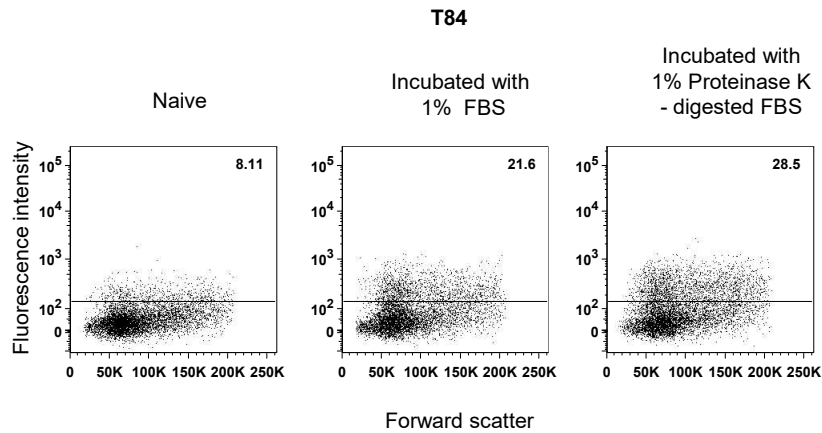 T84
Naive
Incubated with
1% FBS
Incubated with
1% Proteinase K
- digested FBS
Fluorescence intensity
10^5
10^4
10^3
10^2
0
8.11
0 50K 100K 150K 200K 250K
10^5
10^4
10^3
10^2
0
21.6
0 50K 100K 150K 200K 250K
10^5
10^4
10^3
10^2
0
28.5
0 50K 100K 150K 200K 250K
Forward scatter